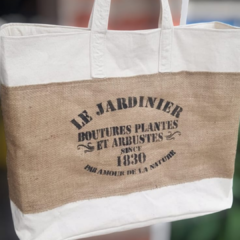 LE JARDINIER
BOUTURES PLANTES
ET ARBUSTES
SINCE
1830
PAR AMOUR DE LA NATURE